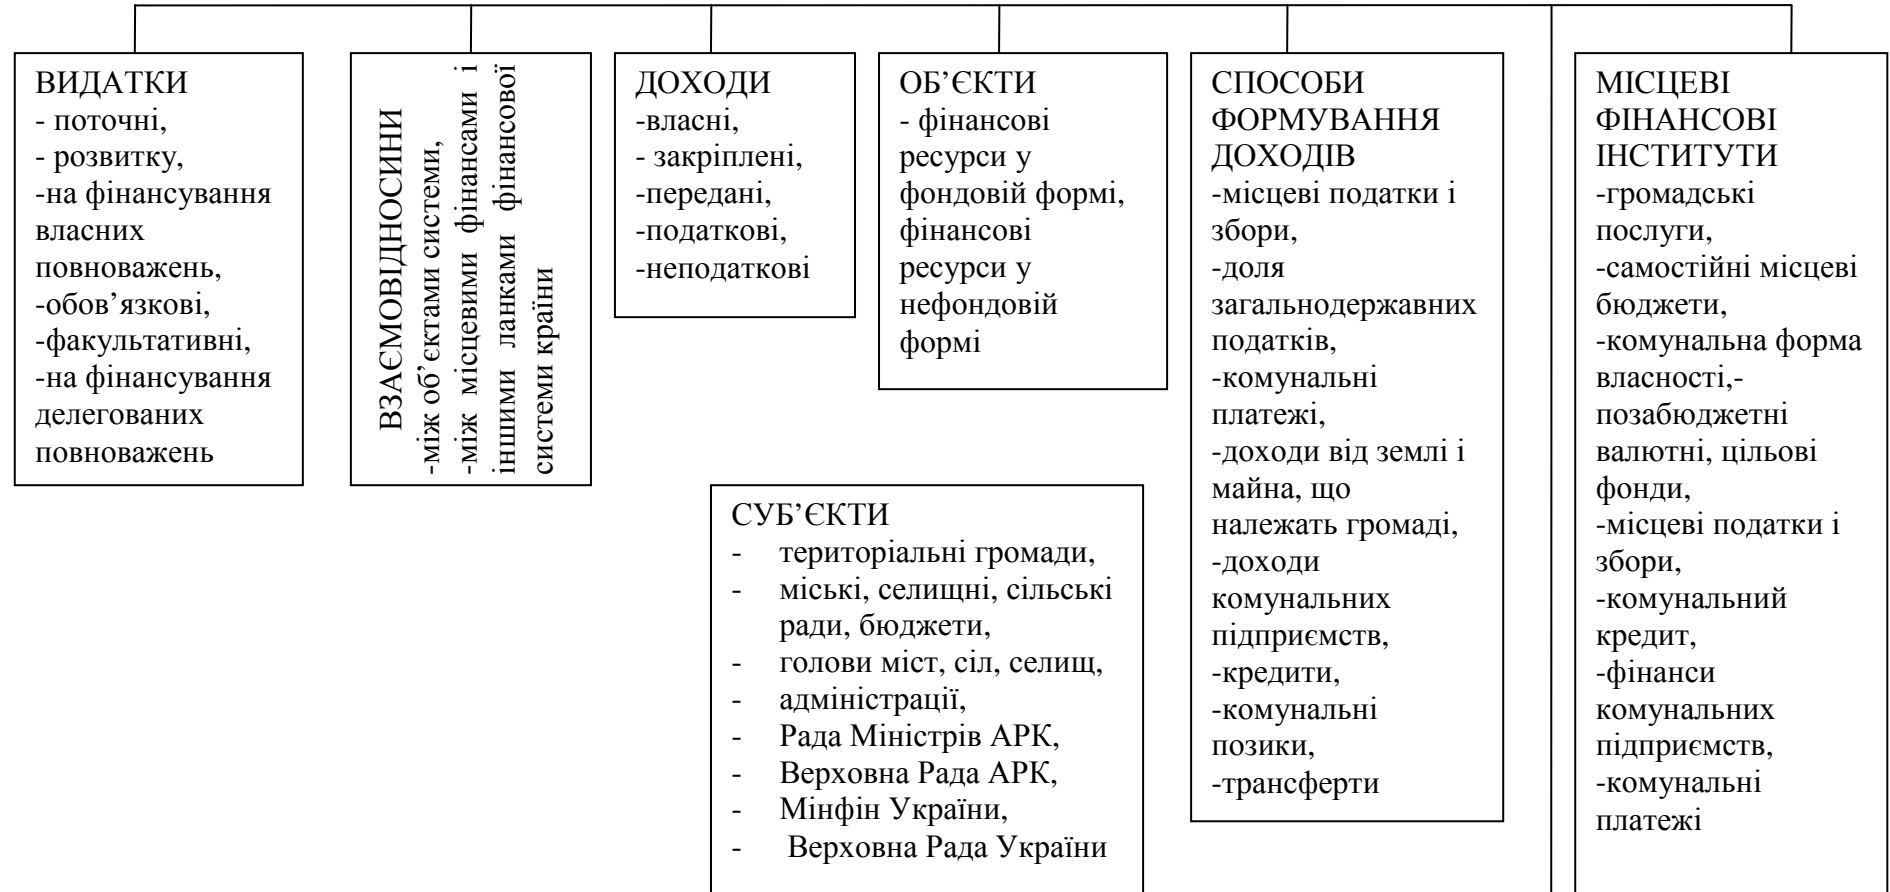 ВИДАТКИ
- поточні,
- розвитку,
-на фінансування
власних
повноважень,
-обов’язкові,
-факультативні,
-на фінансування
делегованих
повноважень
ВЗАЄМОВІДНОСИНИ
-між об’єктами системи,
-між місцевими фінансами і
іншими ланками фінансової
системи країни
ДОХОДИ
-власні,
- закріплені,
-передані,
-податкові,
-неподаткові
ОБ’ЄКТИ
- фінансові
ресурси у
фондовій формі,
фінансові
ресурси у
нефондовій
формі
СПОСОБИ
ФОРМУВАННЯ
ДОХОДІВ
-місцеві податки і
збори,
-доля
загальнодержавних
податків,
-комунальні
платежі,
-доходи від землі і
майна, що
належать громаді,
-доходи
комунальних
підприємств,
-кредити,
-комунальні
позики,
-трансферти
МІСЦЕВІ
ФІНАНСОВІ
ІНСТИТУТИ
-громадські
послуги,
-самостійні місцеві
бюджети,
-комунальна форма
власності,-
позабюджетні
валютні, цільові
фонди,
-місцеві податки і
збори,
-комунальний
кредит,
-фінанси
комунальних
підприємств,
-комунальні
платежі
СУБ’ЄКТИ
- територіальні громади,
- міські, селищні, сільські
ради, бюджети,
- голови міст, сіл, селищ,
- адміністрації,
- Рада Міністрів АРК,
- Верховна Рада АРК,
- Мінфін України,
- Верховна Рада України